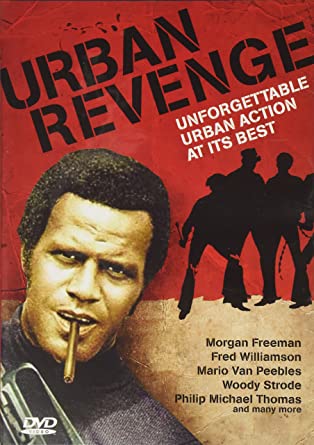 URBAN
REVENGE
UNFORGETTABLE
URBAN ACTION
AT ITS BEST
Morgan Freeman
Fred Williamson
Mario Van Peebles
Woody Strode
Philip Michael Thomas
and many more
DVD
VIDEO